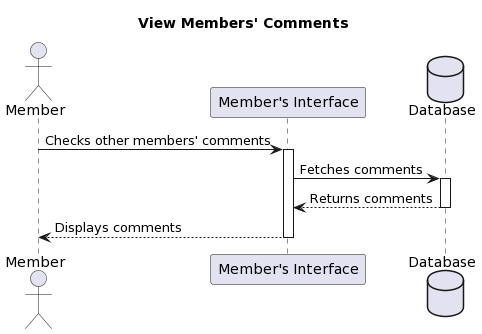 View Members' Comments
Member
Member's Interface
Database
Checks other members' comments
Fetches comments
Returns comments
Displays comments
Member
Member's Interface
Database